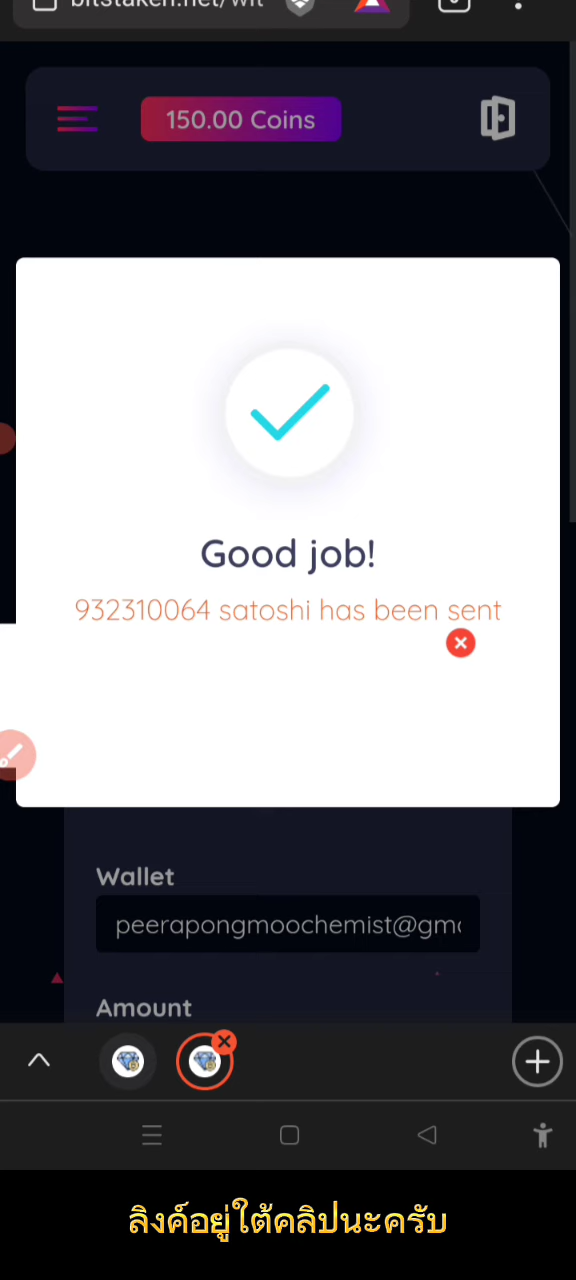 150.00 Coins
Good job!
932310064 satoshi has been sent
Wallet
peerapongmoochemist@gm
Amount
ลิงค์อยู่ใต้คลิปนะครับ